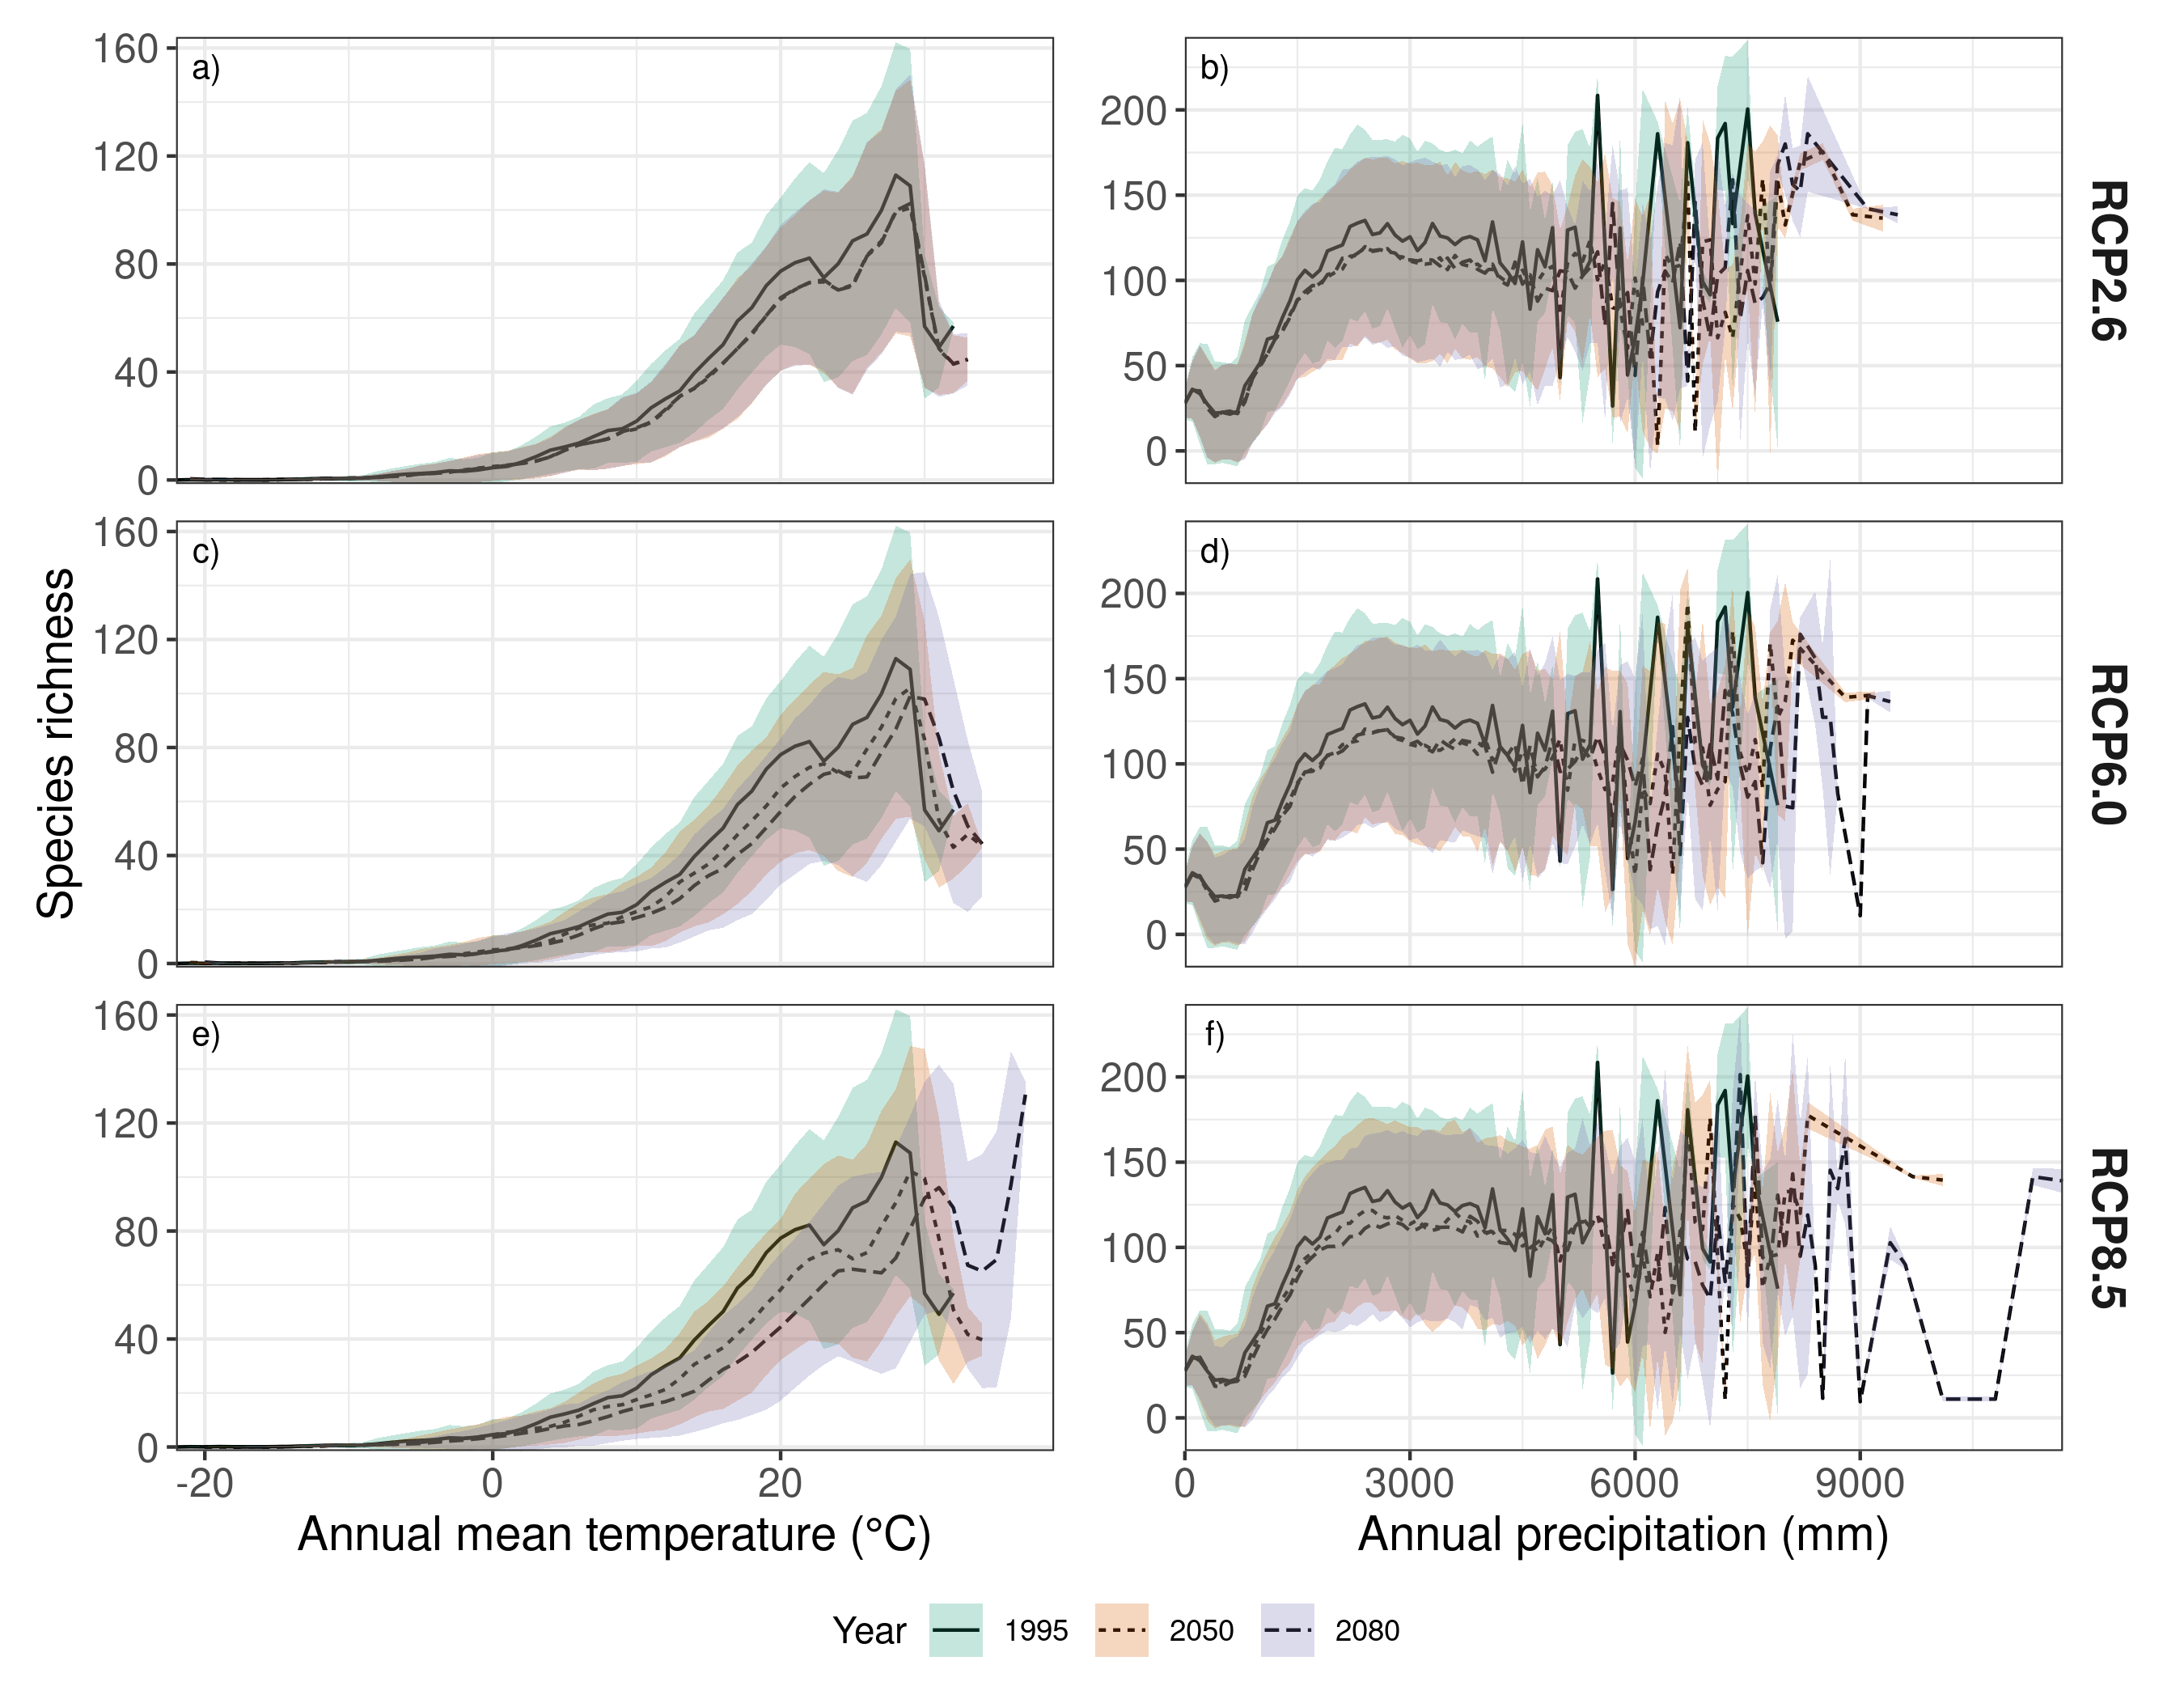 a)
160
120
80
40
0
b)
200
150
100
50
0
RCP2.6
Species richness
c)
160
120
80
40
0
d)
200
150
100
50
0
RCP6.0
e)
160
120
80
40
0
-20 0 20
Annual mean temperature (°C)
f)
200
150
100
50
0
0 3000 6000 9000
Annual precipitation (mm)
RCP8.5
Year 1995 2050 2080